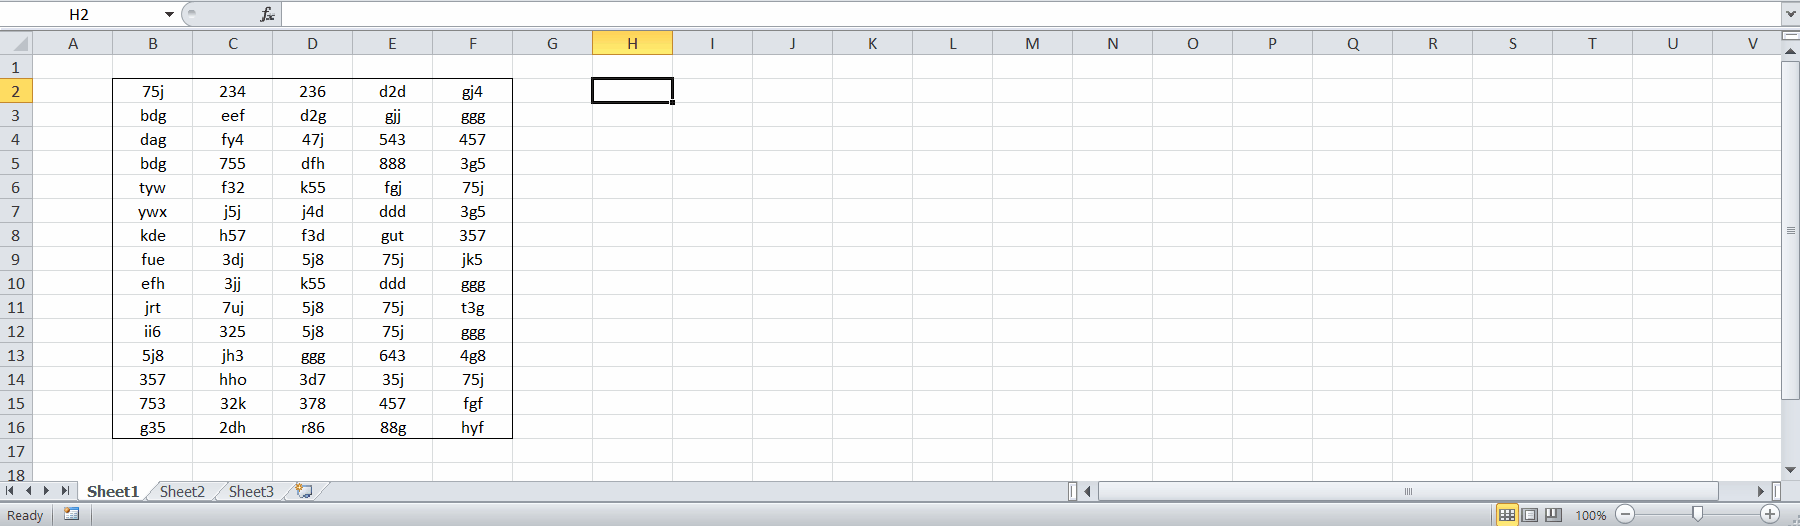 H2 fx
A B C D E F G H I J K L M N O P Q R S T U V
1
2 75j 234 236 d2d gj4
3 bdg eef d2g gjj ggg
4 dag fy4 47j 543 457
5 bdg 755 dfh 888 3g5
6 tyw f32 k55 fgj 75j
7 ywx j5j j4d ddd 3g5
8 kde h57 f3d gut 357
9 fue 3dj 5j8 75j jk5
10 efh 3jj k55 ddd ggg
11 jrt 7uj 5j8 75j t3g
12 ii6 325 5j8 75j ggg
13 5j8 jh3 ggg 643 4g8
14 357 hho 3d7 35j 75j
15 753 32k 378 457 fgf
16 g35 2dh r86 88g hyf
17
18
Sheet1 Sheet2 Sheet3
Ready 100%